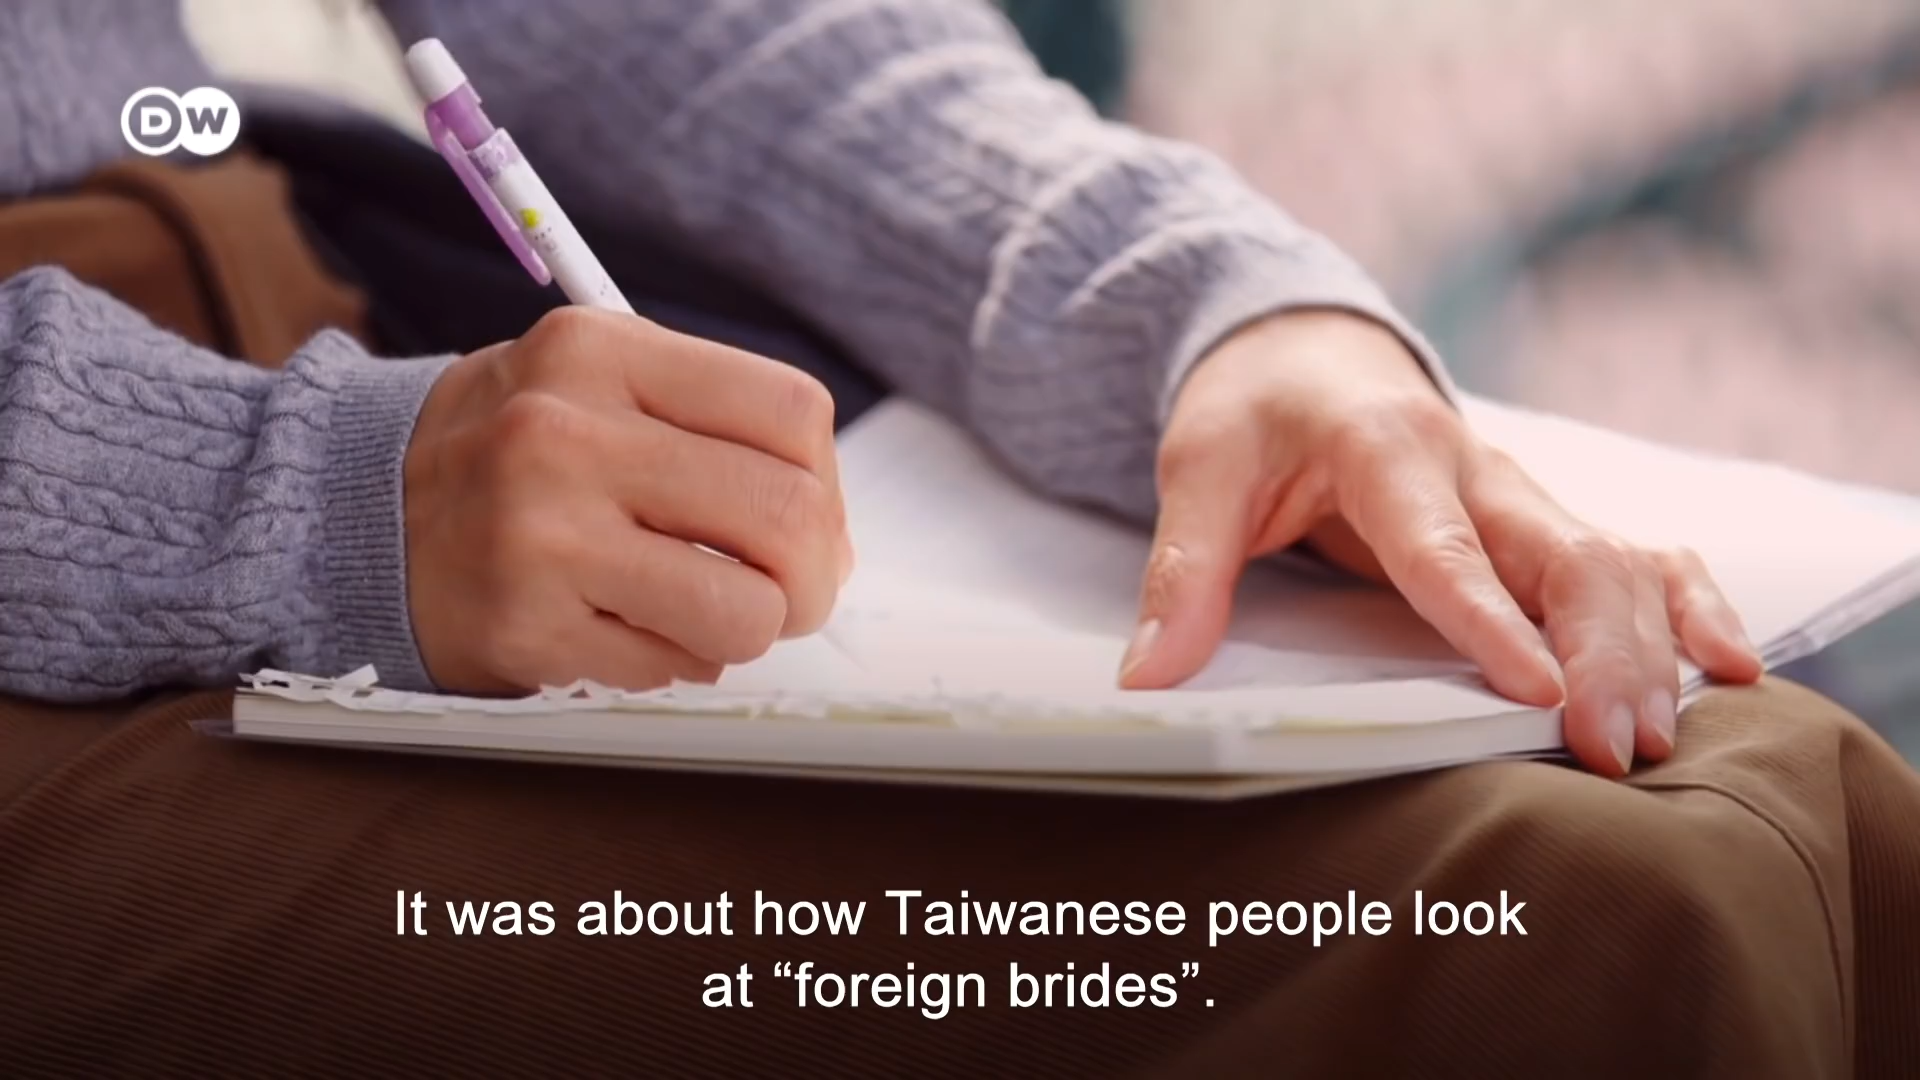 DW
It was about how Taiwanese people look
at “foreign brides”.